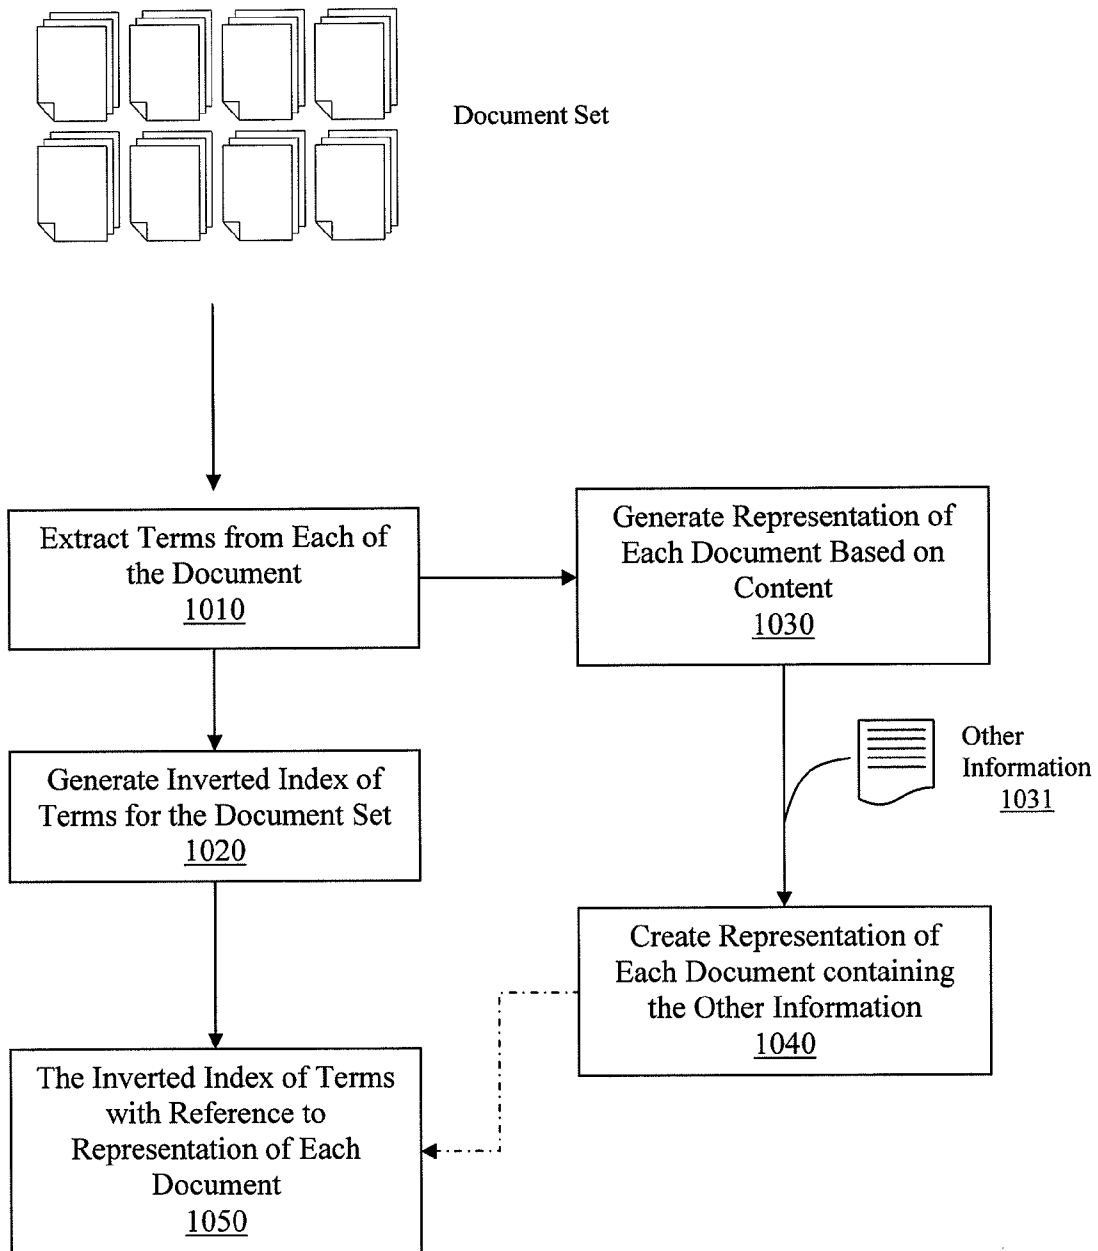 Document Set
Extract Terms from Each of
the Document
1010
Generate Representation of
Each Document Based on
Content
1030
Other
Information
1031
Generate Inverted Index of
Terms for the Document Set
1020
Create Representation of
Each Document containing
the Other Information
1040
The Inverted Index of Terms
with Reference to
Representation of Each
Document
1050